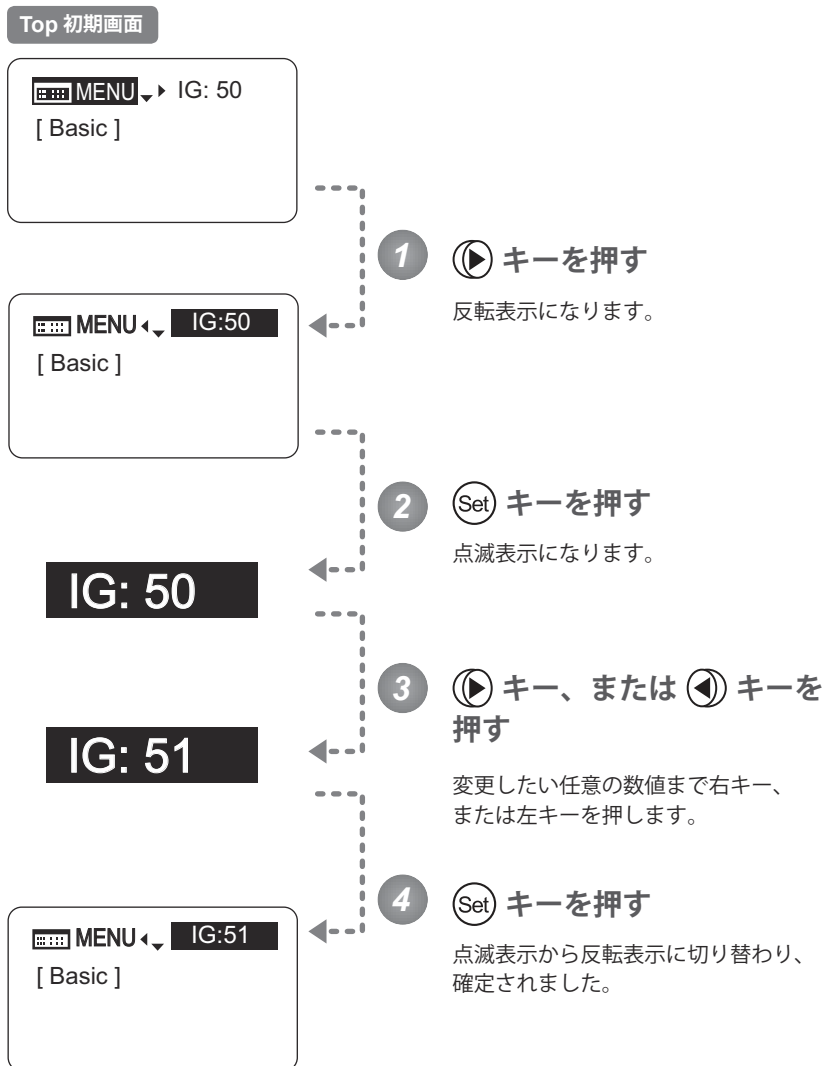 Top 初期画面
MENU IG: 50
[ Basic ]
1 キーを押す
反転表示になります。
MENU IG:50
[ Basic ]
2 Set キーを押す
点滅表示になります。
IG: 50
3 キー、または キーを
押す
変更したい任意の数値まで右キー、
または左キーを押します。
IG: 51
4 Set キーを押す
点滅表示から反転表示に切り替わり、
確定されました。
MENU IG:51
[ Basic ]